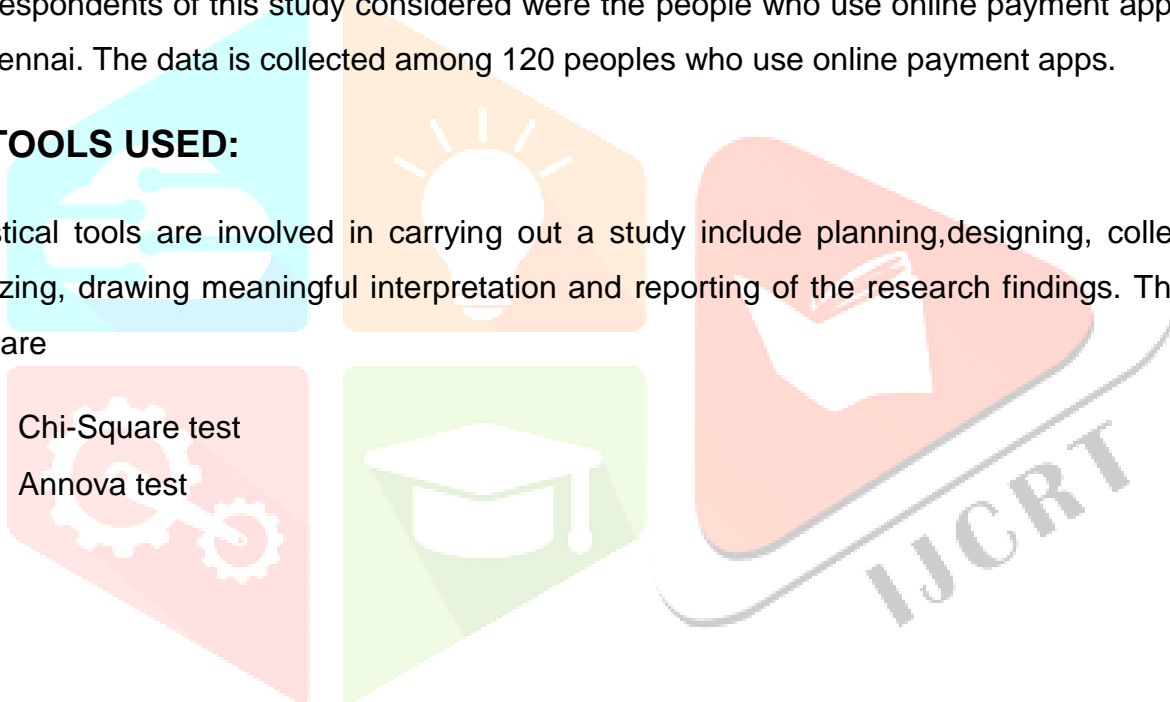 espondents of this study considered were the people who use online payment app
ennai. The data is collected among 120 peoples who use online payment apps.
TOOLS USED:
stical tools are involved in carrying out a study include planning,designing, colle
zing, drawing meaningful interpretation and reporting of the research findings. Th
are
Chi-Square test
Annova test
IJCRT